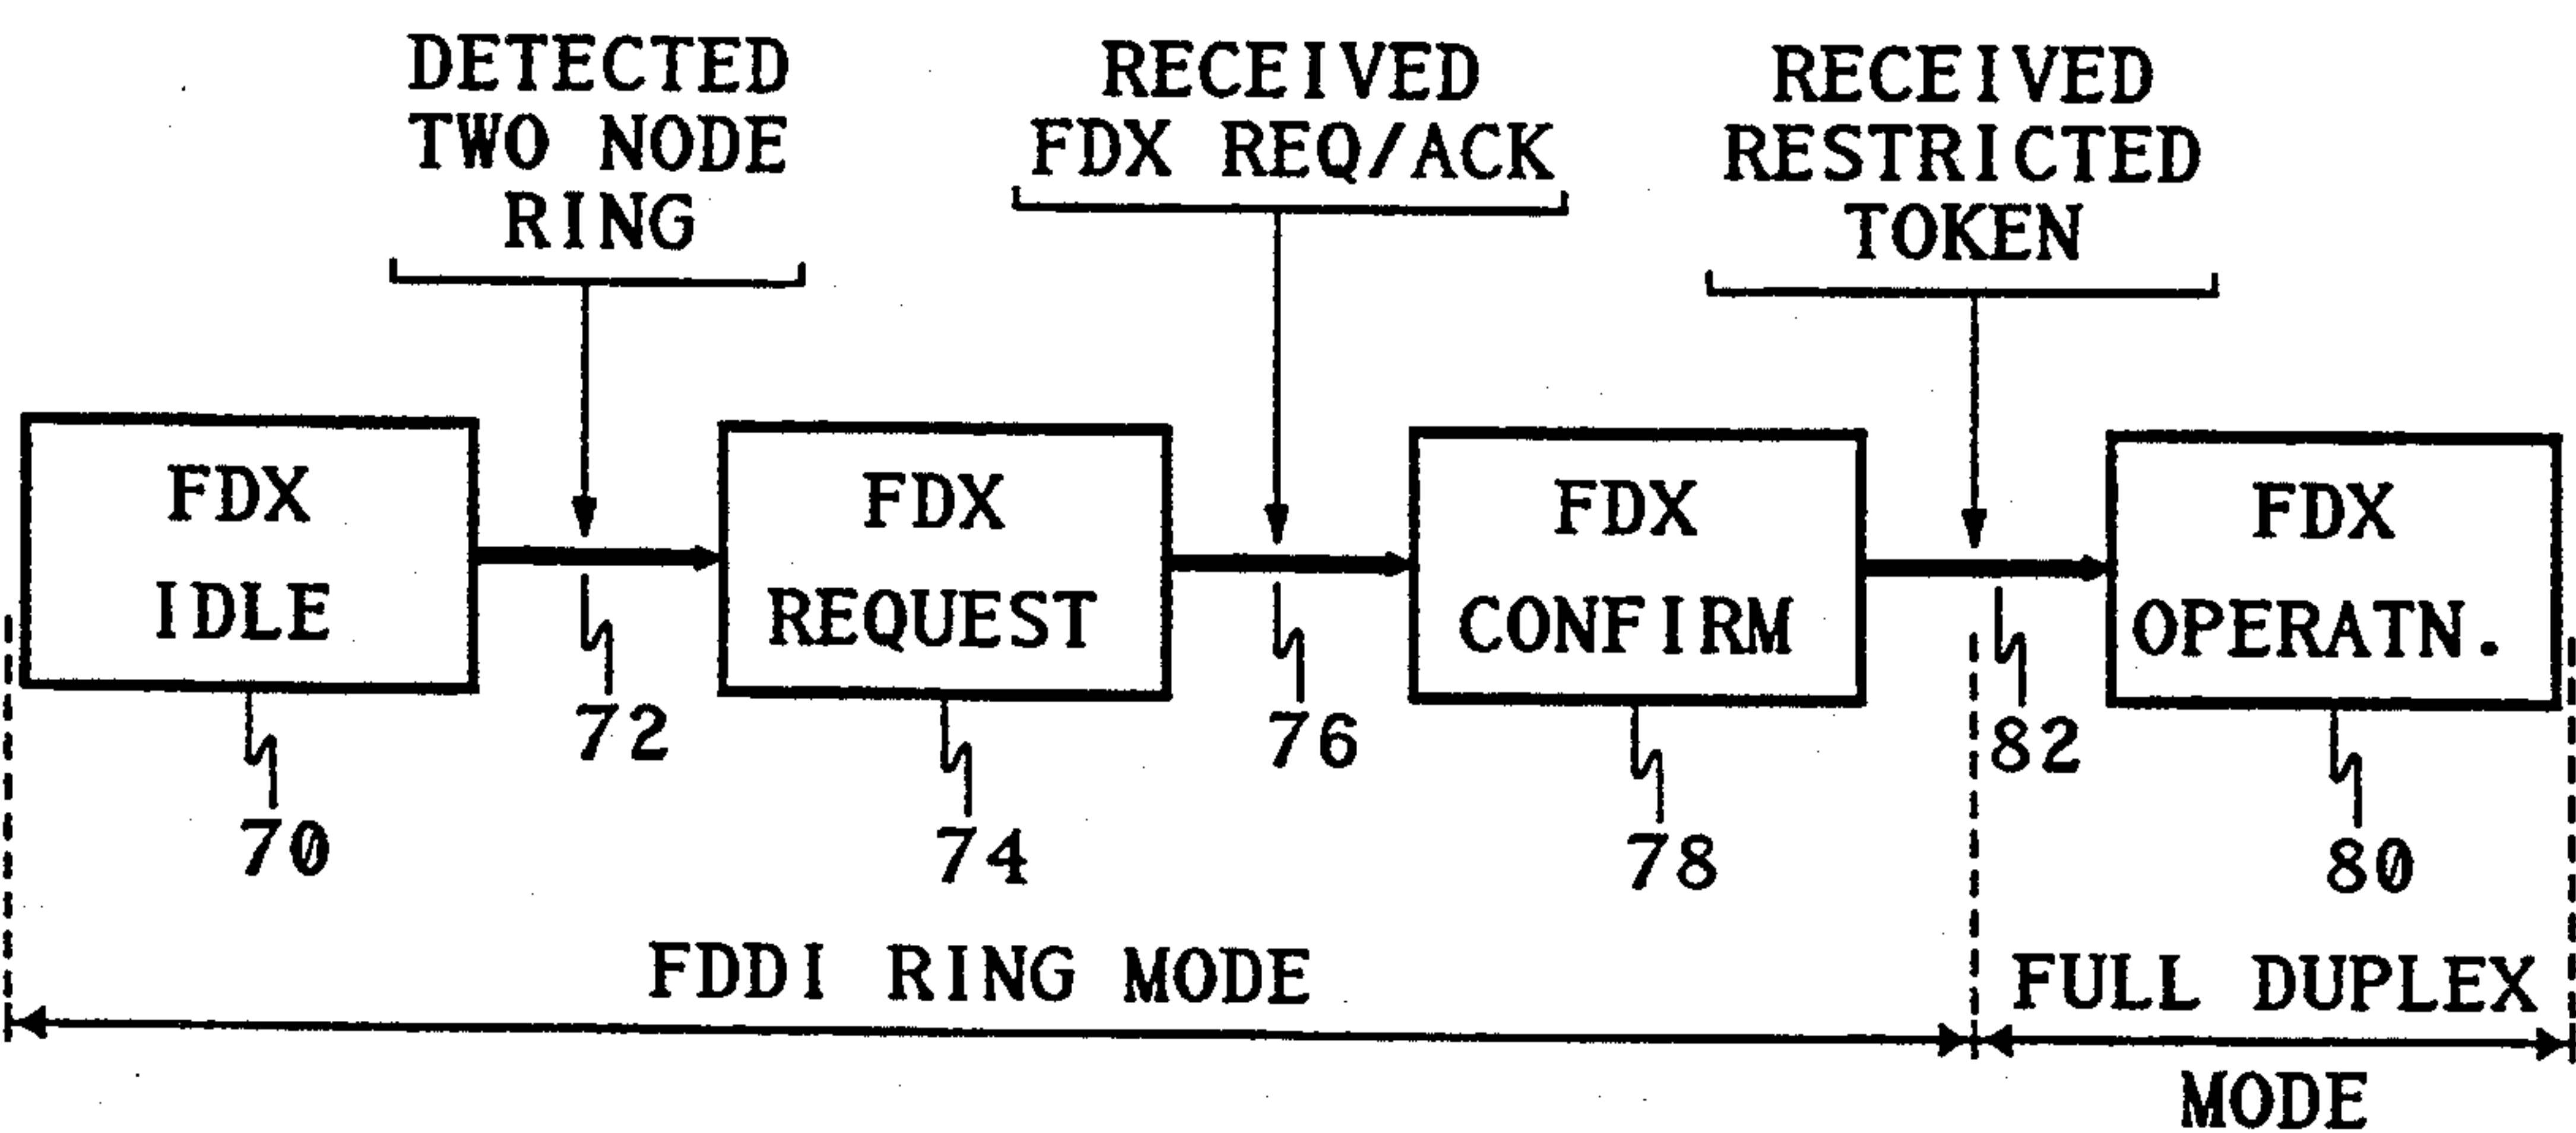 DETECTED
TWO NODE
RING
RECEIVED
FDX REQ/ACK
RECEIVED
RESTRICTED
TOKEN
FDX
IDLE
FDX
REQUEST
FDX
CONFIRM
FDX
OPERATN.
72
76
82
70
74
78
80
FDDI RING MODE
FULL DUPLEX
MODE